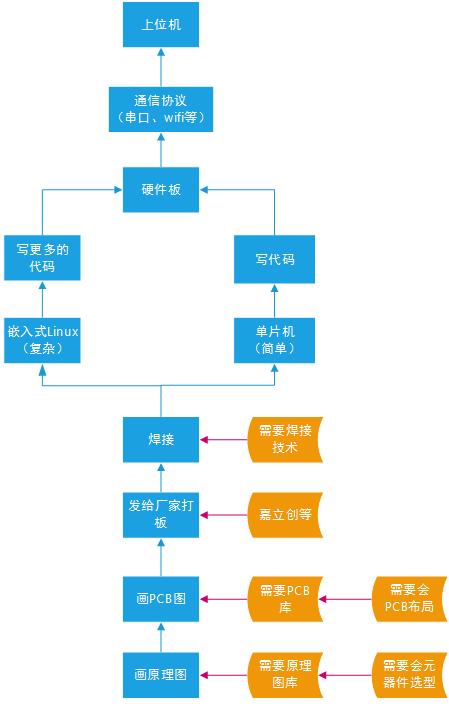 上位机
通信协议
（串口、wifi等）
硬件板
写更多的
代码
写代码
嵌入式Linux
（复杂）
单片机
（简单）
焊接
需要焊接
技术
发给厂家打
板
嘉立创等
画PCB图
需要PCB
库
需要会
PCB布局
画原理图
需要原理
图库
需要会元
器件选型